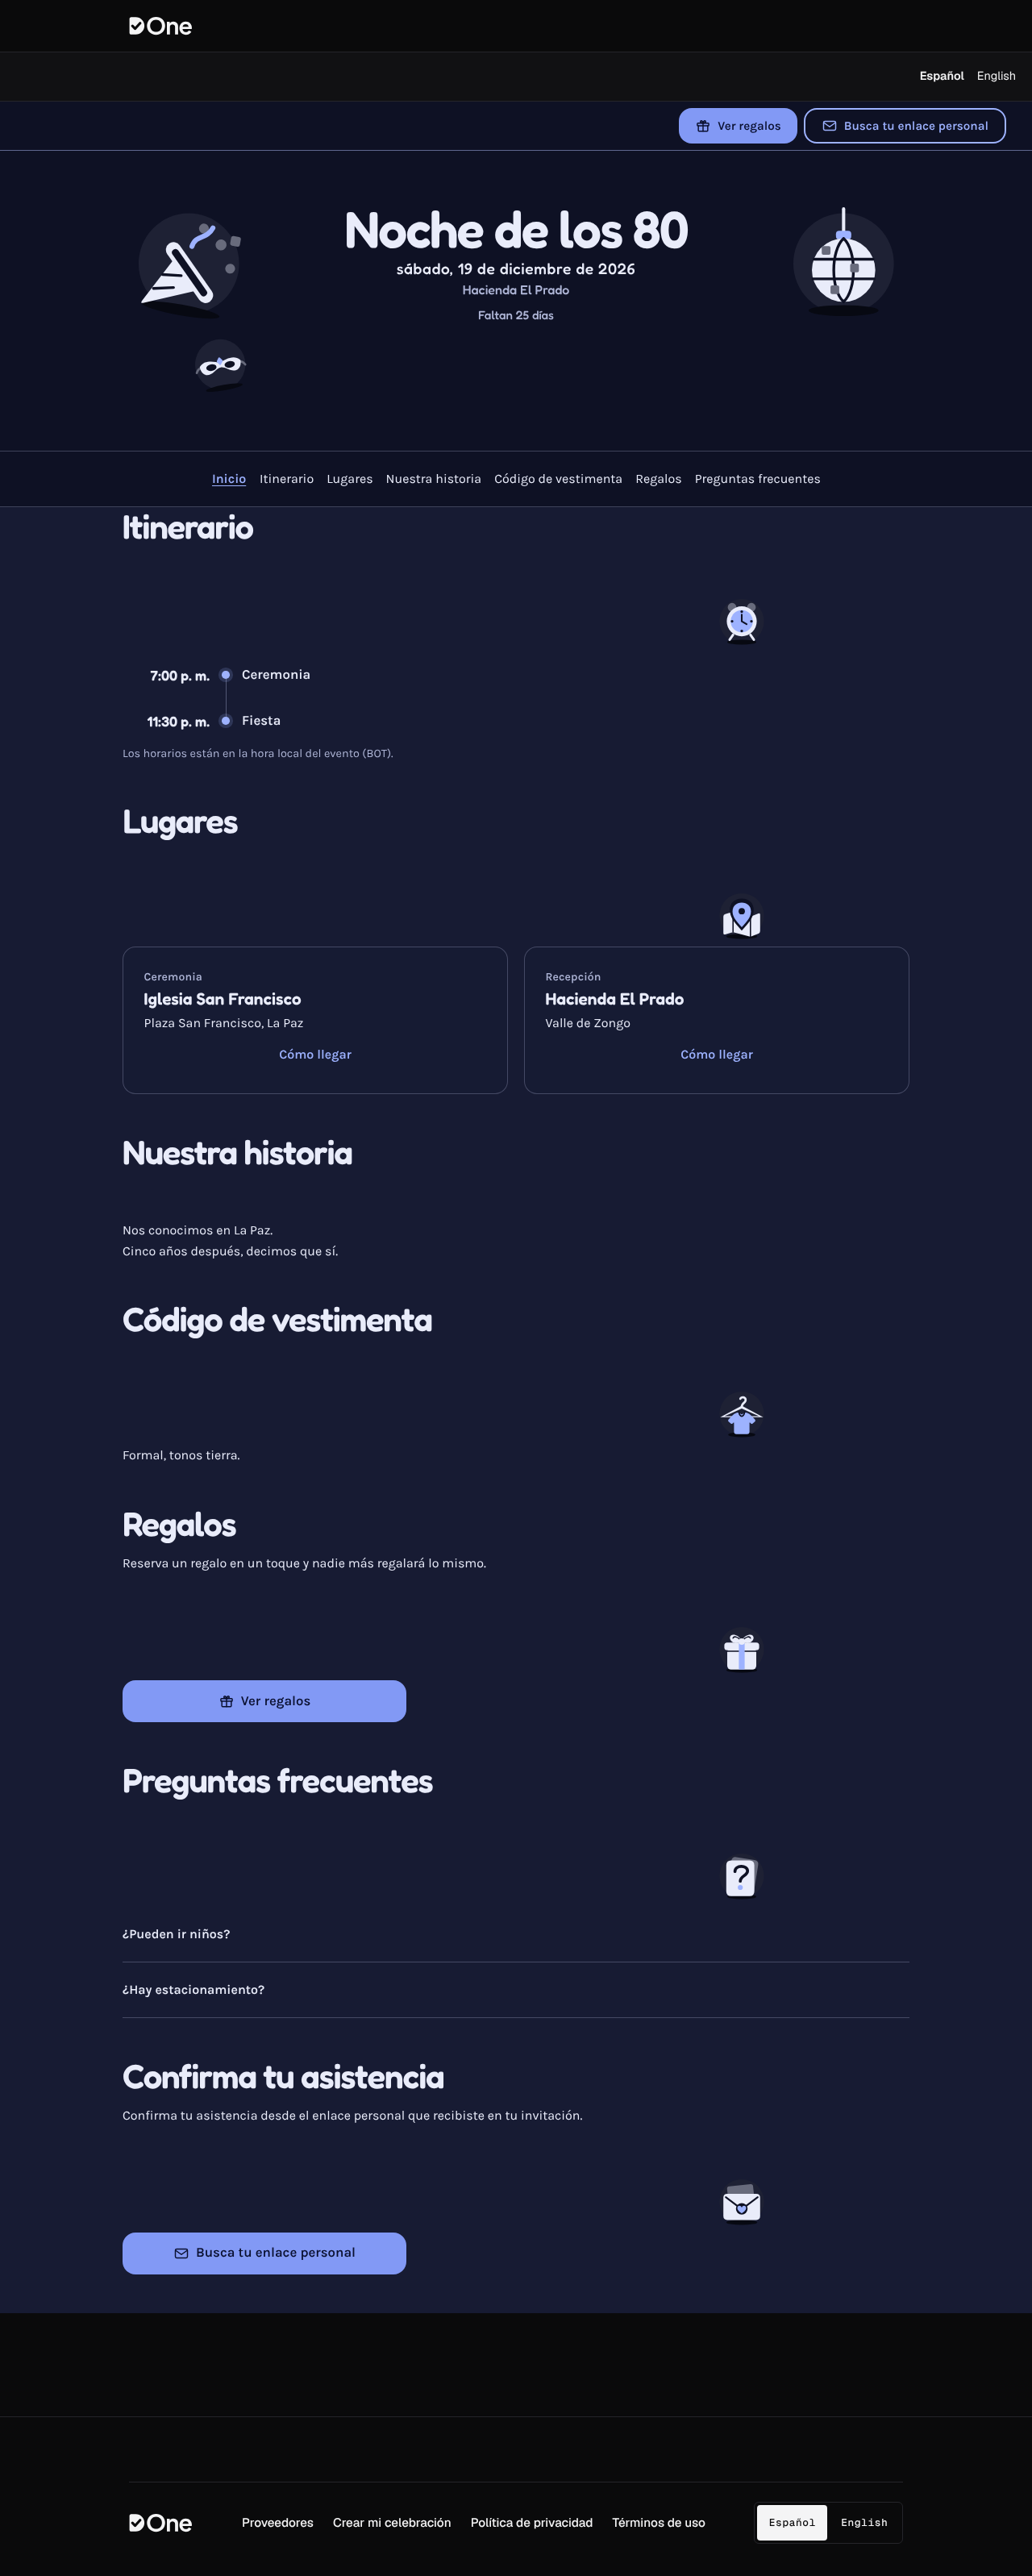 One
Español English
Ver regalos Busca tu enlace personal
Noche de los 80
sábado, 19 de diciembre de 2026
Hacienda El Prado
Faltan 25 días
Inicio Itinerario Lugares Nuestra historia Código de vestimenta Regalos Preguntas frecuentes
Itinerario
7:00 p. m. Ceremonia
11:30 p. m. Fiesta
Los horarios están en la hora local del evento (BOT).
Lugares
Ceremonia
Iglesia San Francisco
Plaza San Francisco, La Paz
Cómo llegar
Recepción
Hacienda El Prado
Valle de Zongo
Cómo llegar
Nuestra historia
Nos conocimos en La Paz.
Cinco años después, decimos que sí.
Código de vestimenta
Formal, tonos tierra.
Regalos
Reserva un regalo en un toque y nadie más regalará lo mismo.
Ver regalos
Preguntas frecuentes
?
¿Pueden ir niños?
¿Hay estacionamiento?
Confirma tu asistencia
Confirma tu asistencia desde el enlace personal que recibiste en tu invitación.
Busca tu enlace personal
One Proveedores Crear mi celebración Política de privacidad Términos de uso Español English